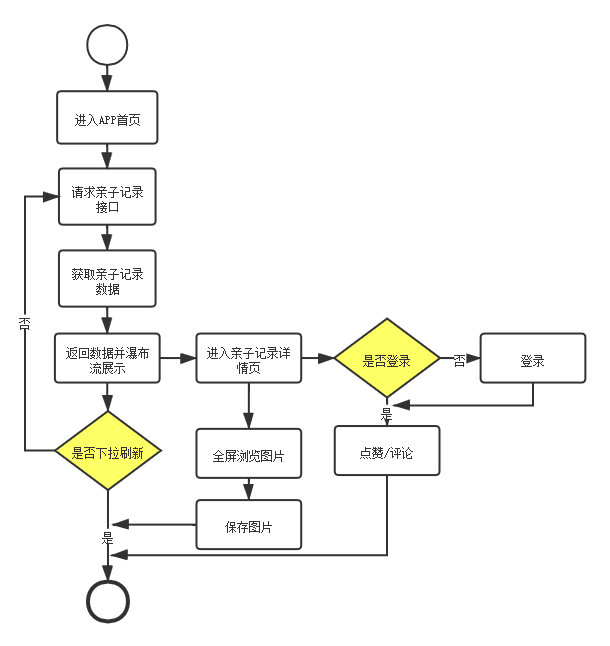 进入APP首页
请求亲子记录
接口
获取亲子记录
数据
否
返回数据并瀑布
流展示
进入亲子记录详
情页
是否登录
否
登录
是
是否下拉刷新
全屏浏览图片
点赞/评论
保存图片
是